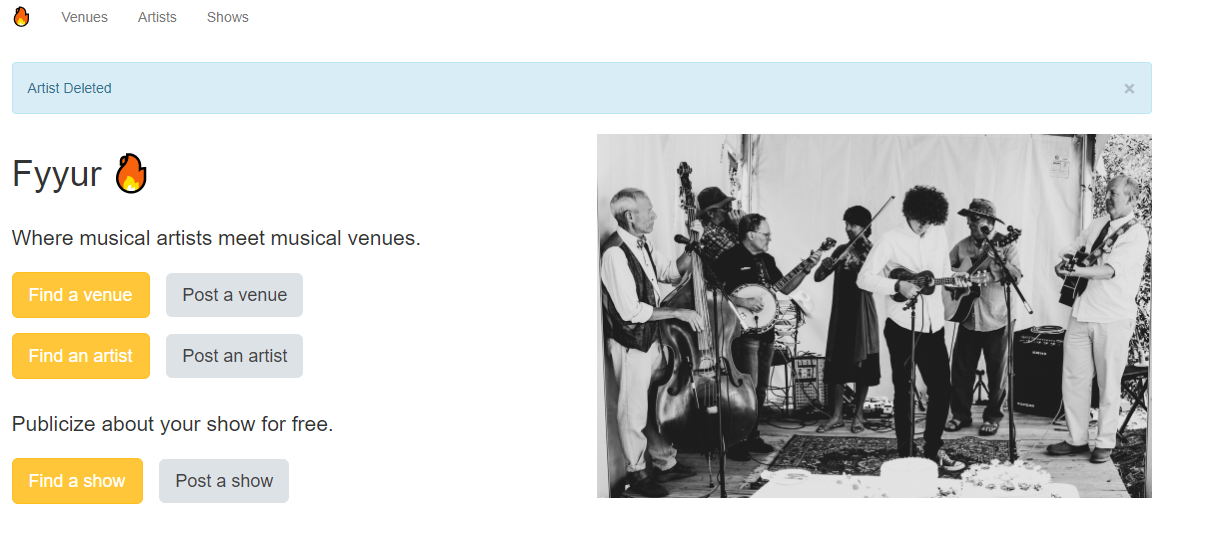 Venues Artists Shows
Artist Deleted ×
Fyyur
Where musical artists meet musical venues.
Find a venue Post a venue
Find an artist Post an artist
Publicize about your show for free.
Find a show Post a show